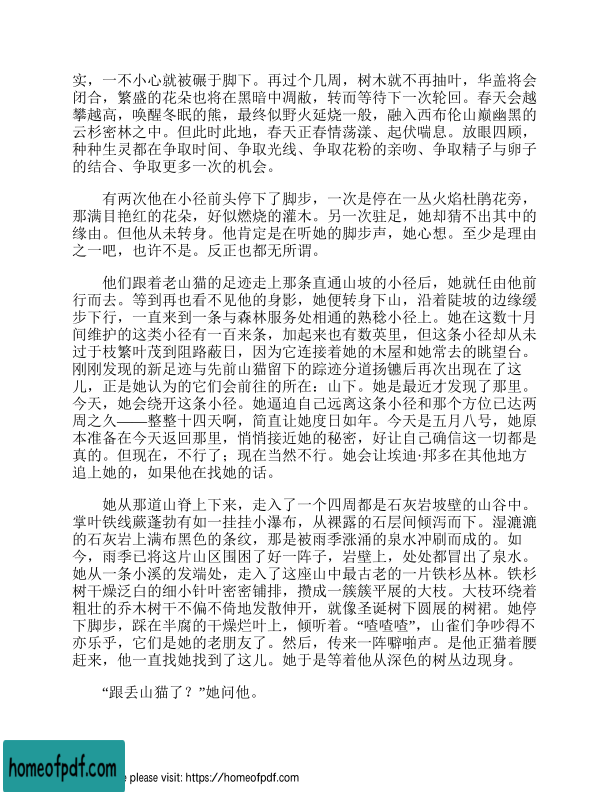 实，一不小心就被碾于脚下。再过个几周，树木就不再抽叶，华盖将会
闭合，繁盛的花朵也将在黑暗中凋敝，转而等待下一次轮回。春天会越
攀越高，唤醒冬眠的熊，最终似野火延烧一般，融入西布伦山巅幽黑的
云杉密林之中。但此时此地，春天正春情荡漾、起伏喘息。放眼四顾，
种种生灵都在争取时间、争取光线、争取花粉的亲吻、争取精子与卵子
的结合、争取更多一次的机会。
有两次他在小径前头停下了脚步，一次是停在一丛火焰杜鹃花旁，
那满目艳红的花朵，好似燃烧的灌木。另一次驻足，她却猜不出其中的
缘由。但他从未转身。他肯定是在听她的脚步声，她心想。至少是理由
之一吧，也许不是。反正也都无所谓。
他们跟着老山猫的足迹走上那条直通山坡的小径后，她就任由他前
行而去。等到再也看不见他的身影，她便转身下山，沿着陡坡的边缘缓
步下行，一直来到一条与森林服务处相通的熟稔小径上。她在这数十月
间维护的这类小径有一百来条，加起来也有数英里，但这条小径却从未
过于枝繁叶茂到阻路蔽日，因为它连接着她的木屋和她常去的眺望台。
刚刚发现的新足迹与先前山猫留下的踪迹分道扬镳后再次出现在了这
儿，正是她认为的它们会前往的所在：山下。她是最近才发现了那里。
今天，她会绕开这条小径。她逼迫自己远离这条小径和那个方位已达两
周之久——整整十四天啊，简直让她度日如年。今天是五月八号，她原
本准备在今天返回那里，悄悄接近她的秘密，好让自己确信这一切都是
真的。但现在，不行了；现在当然不行。她会让埃迪·邦多在其他地方
追上她的，如果他在找她的话。
她从那道山脊上下来，走入了一个四周都是石灰岩坡壁的山谷中。
掌叶铁线蕨蓬勃有如一挂挂小瀑布，从裸露的石层间倾泻而下。湿漉漉
的石灰岩上满布黑色的条纹，那是被雨季涨涌的泉水冲刷而成的。如
今，雨季已将这片山区围困了好一阵子，岩壁上，处处都冒出了泉水。
她从一条小溪的发端处，走入了这座山中最古老的一片铁杉丛林。铁杉
树干燥泛白的细小针叶密密铺排，攒成一簇簇平展的大枝。大枝环绕着
粗壮的乔木树干不偏不倚地发散伸开，就像圣诞树下圆展的树裙。她停
下脚步，踩在半腐的干燥烂叶上，倾听着。“喳喳喳”，山雀们争吵得不
亦乐乎，它们是她的老朋友了。然后，传来一阵噼啪声。是他正猫着腰
赶来，他一直找她找到了这儿。她于是等着他从深色的树丛边现身。
“跟丢山猫了？”她问他。
homeofpdf.com
e please visit: https://homeofpdf.com